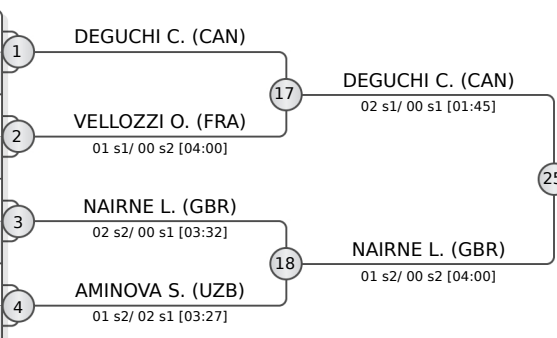 DEGUCHI C. (CAN)
1
17
DEGUCHI C. (CAN)
02 s1/ 00 s1 [01:45]
VELLOZZI O. (FRA)
2
01 s1/ 00 s2 [04:00]
25
NAIRNE L. (GBR)
3
02 s2/ 00 s1 [03:32]
18
NAIRNE L. (GBR)
01 s2/ 00 s2 [04:00]
AMINOVA S. (UZB)
4
01 s2/ 02 s1 [03:27]